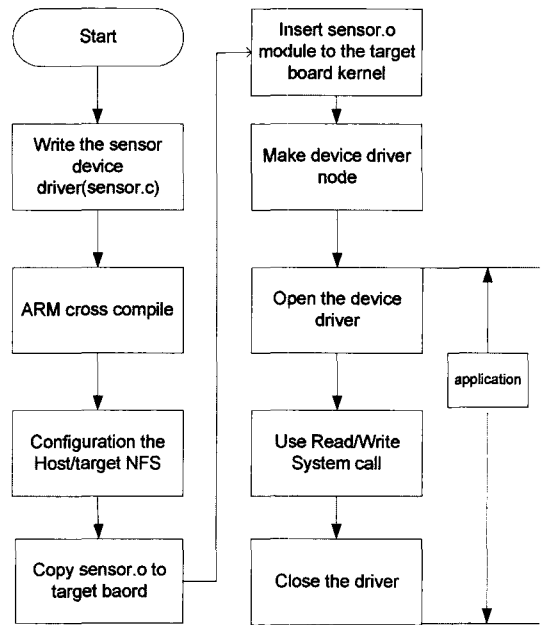 Start
Write the sensor
device
driver(sensor.c)
ARM cross compile
Configuration the
Host/target NFS
Copy sensor.o to
target baord
Insert sensor.o
module to the target
board kernel
Make device driver
node
Open the device
driver
application
Use Read/Write
System call
Close the driver